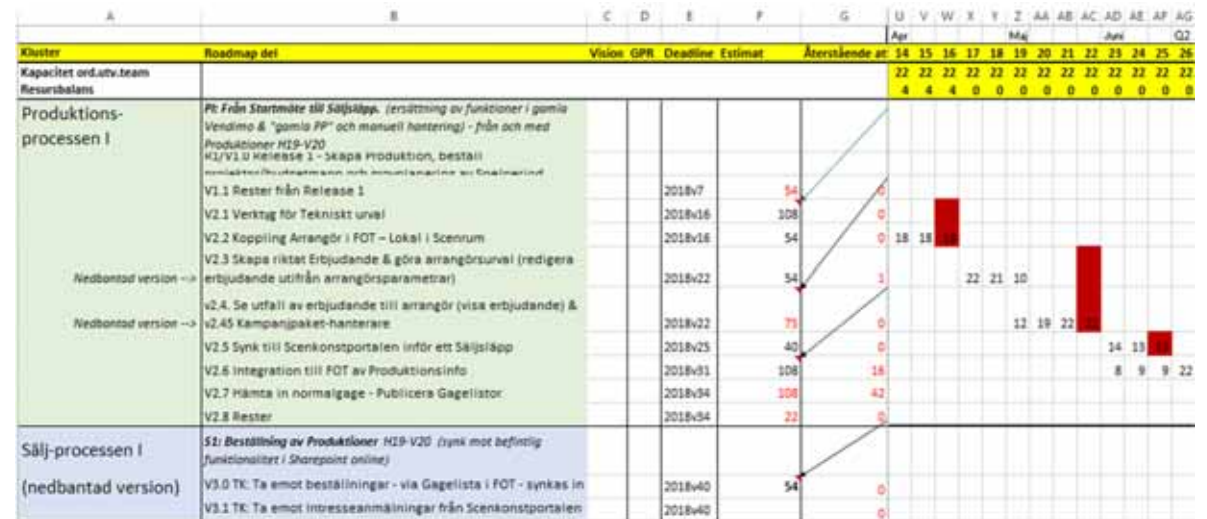 A B C D E F G U V W X Y Z AA AB AC AD AE AF AG
Apr Maj Juni Q2
Kluster Roadmap del Vision GPR Deadline Estimat Återstående at 14 15 16 17 18 19 20 21 22 23 24 25 26
Kapacitet ord.utv.team 22 22 22 22 22 22 22 22 22 22 22 22 22
Resursbalans 4 4 4 0 0 0 0 0 0 0 0 0 0
Produktions-
processen I
P1: Från Startmöte till Säljsläpp. (ersättning av funktioner i gamla
Vendimo & "gamla PP" och manuell hantering) - från och med
Produktioner H19-V20
R1/V1.0 Release 1 - Skapa Produktion, beställ
V1.1 Rester från Release 1 2018v7 54 0
V2.1 Verktyg för Tekniskt urval 2018v16 108 0
V2.2 Koppling Arrangör i FOT – Lokal i Scenrum 2018v16 54 0 18 18
V2.3 Skapa riktat Erbjudande & göra arrangörsurval (redigera
Nedbantad version --> erbjudande utifrån arrangörsparametrar) 2018v22 54 1 22 21 10
v2.4. Se utfall av erbjudande till arrangör (visa erbjudande) &
Nedbantad version --> v2.45 Kampanjpaket-hanterare 2018v22 75 0 12 19 22
V2.5 Synk till Scenkonstportalen inför ett Säljsläpp 2018v25 40 0 14 13
V2.6 Integration till FOT av Produktionsinfo 2018v31 108 16 8 9 9 22
V2.7 Hämta in normalgage - Publicera Gagelistor 2018v34 108 42
V2.8 Rester 2018v34 22 0
Sälj-processen I
(nedbantad version)
S1: Beställning av Produktioner H19-V20 (synk mot befintlig
funktionalitet i Sharepoint online)
V3.0 TK: Ta emot beställningar - via Gagelista i FOT - synkas in 2018v40 54 0
V3.1 TK: Ta emot Intresseanmälningar från Scenkonstportalen 2018v40 0